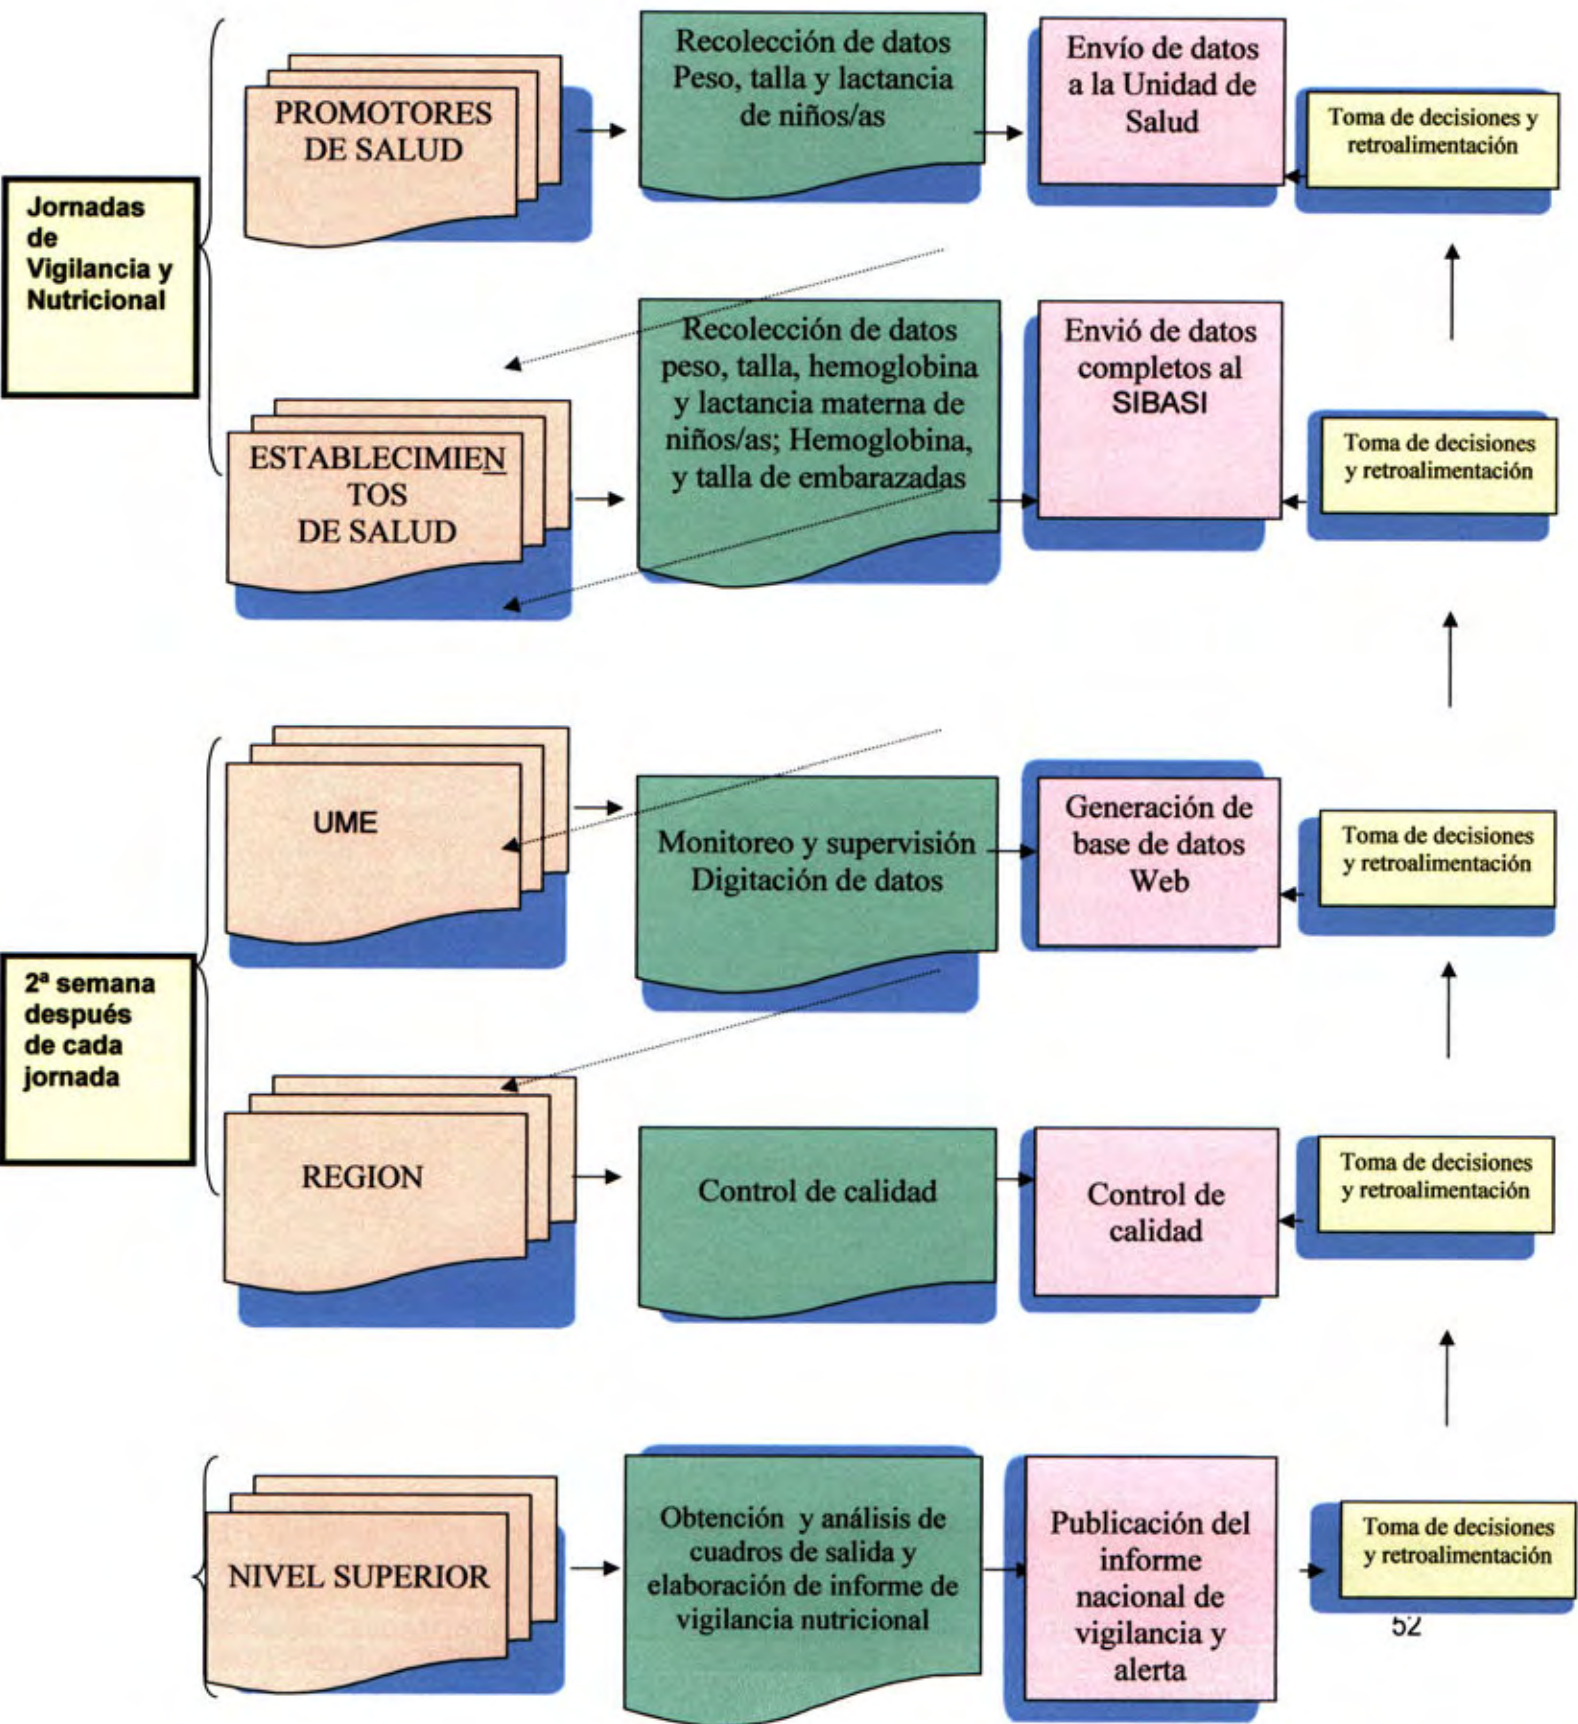 PROMOTORES
DE SALUD
Recolección de datos
Peso, talla y lactancia
de niños/as
Envío de datos
a la Unidad de
Salud
Toma de decisiones y
retroalimentación
Jornadas
de
Vigilancia y
Nutricional
ESTABLECIMIEN
TOS
DE SALUD
Recolección de datos
peso, talla, hemoglobina
y lactancia materna de
niños/as; Hemoglobina,
y talla de embarazadas
Envió de datos
completos al
SIBASI
Toma de decisiones
y retroalimentación
UME
Monitoreo y supervisión
Digitación de datos
Generación de
base de datos
Web
Toma de decisiones
y retroalimentación
2ª semana
después
de cada
jornada
REGION
Control de calidad
Control de
calidad
Toma de decisiones
y retroalimentación
NIVEL SUPERIOR
Obtención y análisis de
cuadros de salida y
elaboración de informe de
vigilancia nutricional
Publicación del
informe
nacional de
vigilancia y
alerta
Toma de decisiones
y retroalimentación
52